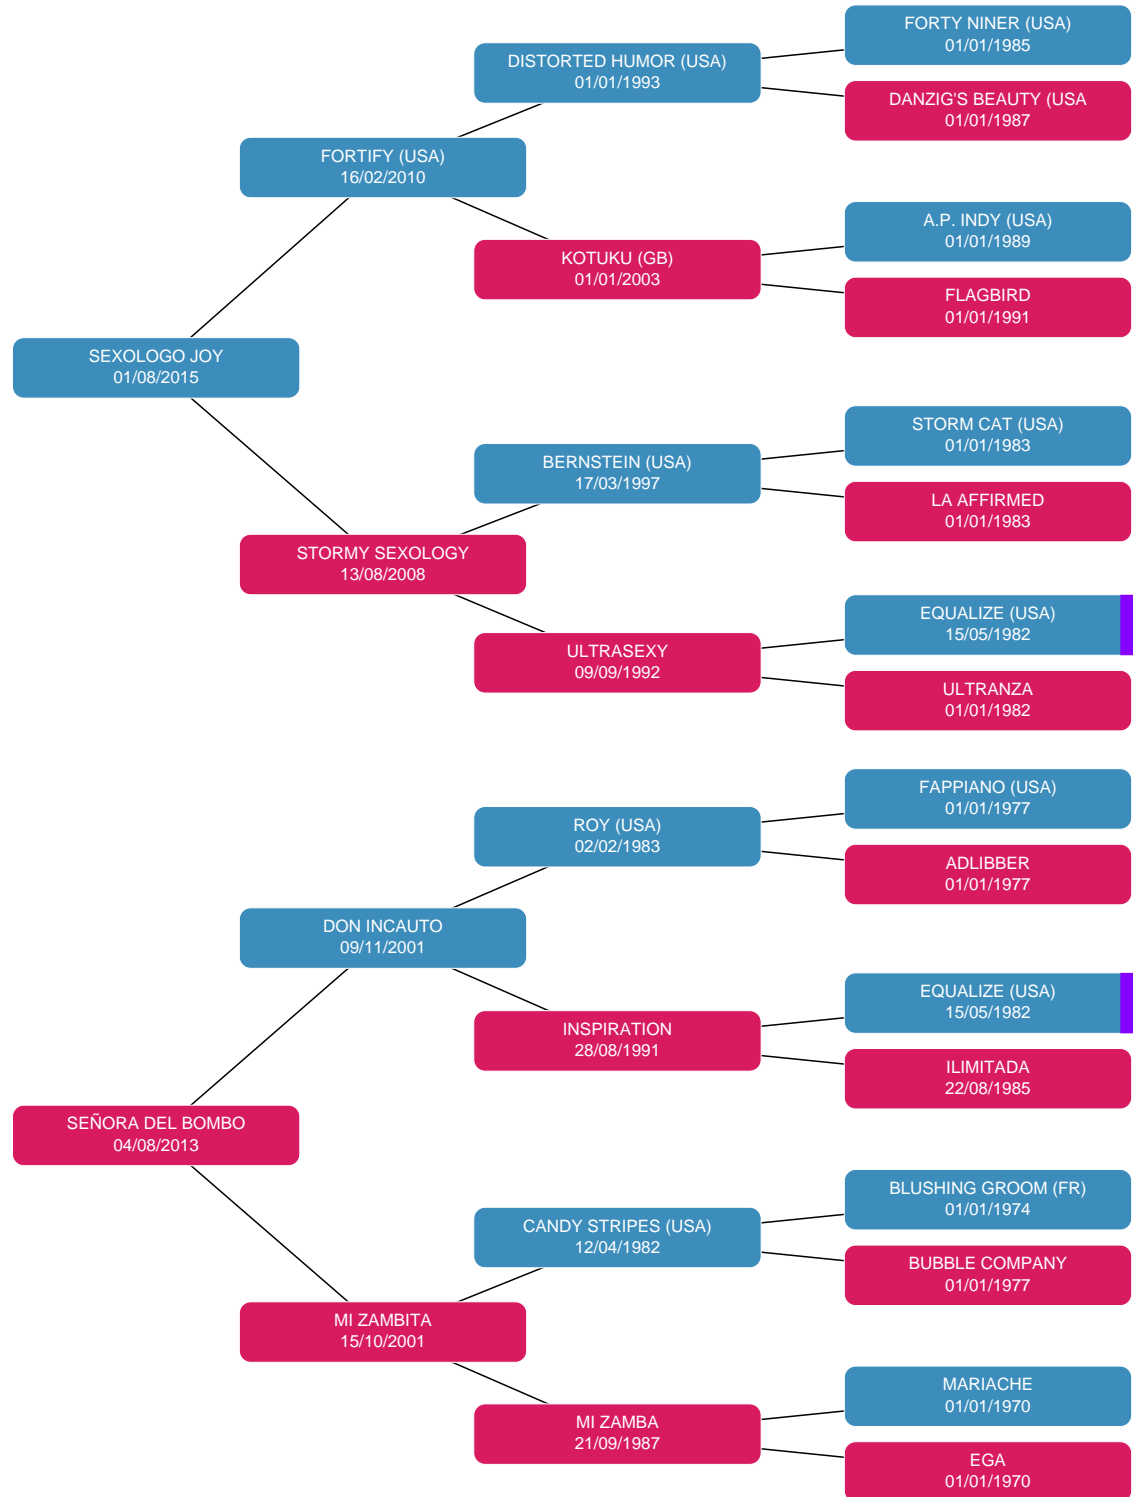 FORTY NINER (USA)
01/01/1985
DISTORTED HUMOR (USA)
01/01/1993
DANZIG'S BEAUTY (USA
01/01/1987
FORTIFY (USA)
16/02/2010
A.P. INDY (USA)
01/01/1989
KOTUKU (GB)
01/01/2003
FLAGBIRD
01/01/1991
SEXOLOGO JOY
01/08/2015
STORM CAT (USA)
01/01/1983
BERNSTEIN (USA)
17/03/1997
LA AFFIRMED
01/01/1983
STORMY SEXOLOGY
13/08/2008
EQUALIZE (USA)
15/05/1982
ULTRASEXY
09/09/1992
ULTRANZA
01/01/1982
FAPPIANO (USA)
01/01/1977
ROY (USA)
02/02/1983
ADLIBBER
01/01/1977
DON INCAUTO
09/11/2001
EQUALIZE (USA)
15/05/1982
INSPIRATION
28/08/1991
ILIMITADA
22/08/1985
SEÑORA DEL BOMBO
04/08/2013
BLUSHING GROOM (FR)
01/01/1974
CANDY STRIPES (USA)
12/04/1982
BUBBLE COMPANY
01/01/1977
MI ZAMBITA
15/10/2001
MARIACHE
01/01/1970
MI ZAMBA
21/09/1987
EGA
01/01/1970